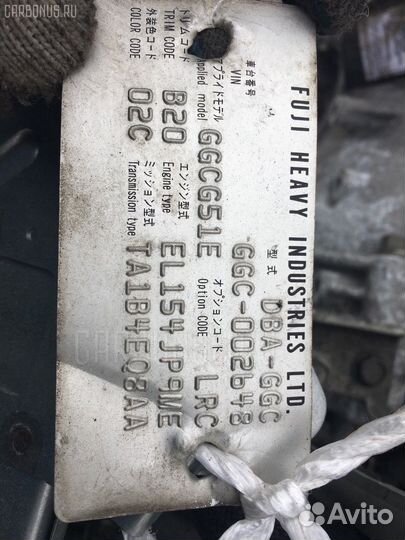 CARBONUS.RU
FUJI HEAVY INDUSTRIES LTD.
型式 DBA-GGC
車台番号
VIN GGC-002648
アプライドモデル オプションコード
Applied model GGCG51E Option CODE LRC
トリムコード エンジン型式
TRIM CODE B20 Engine type EL154JP9ME
外装色コード ミッション型式
COLOR CODE 02C Transmission type TA1B4EQ8AA
Avito